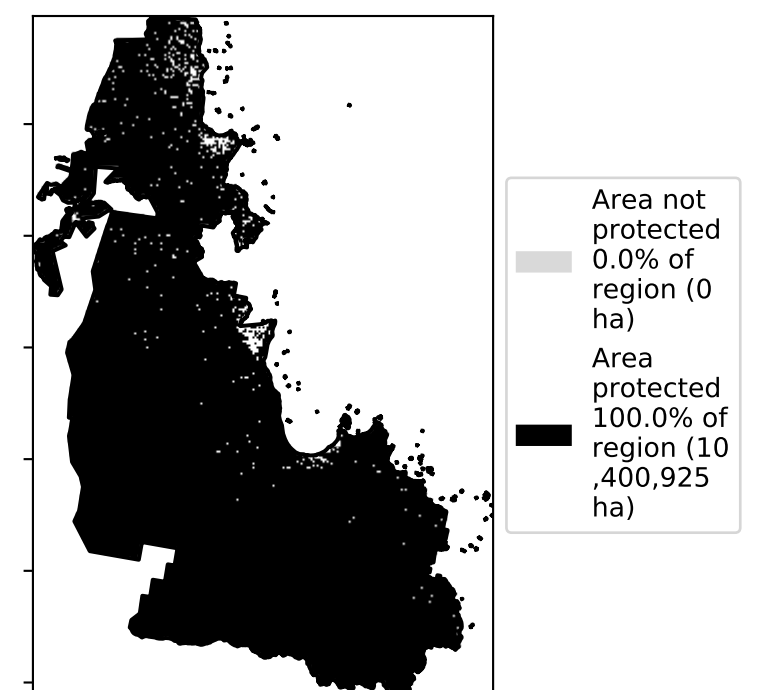 Area not
protected
0.0% of
region (0
ha)
Area
protected
100.0% of
region (10
,400,925
ha)